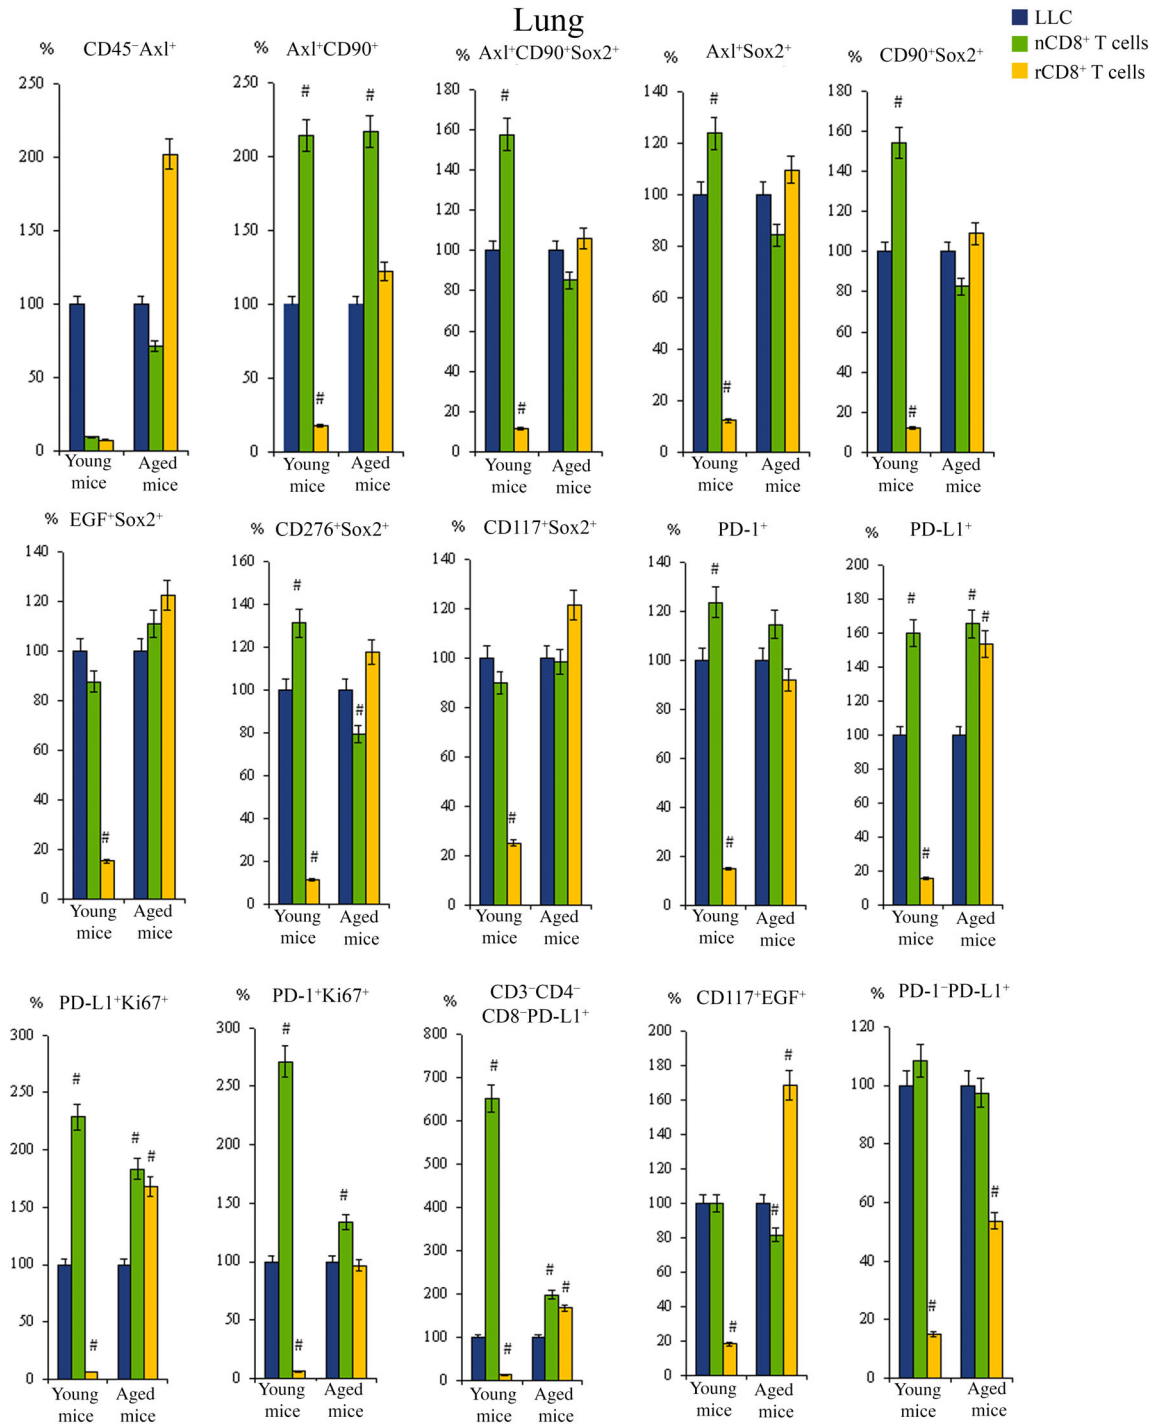 Lung
LLC
nCD8⁺ T cells
rCD8⁺ T cells
% CD45⁻Axl⁺
250
200
150
100
50
0
Young mice
Aged mice
% Axl⁺CD90⁺
250
200
150
100
50
0
# # #
Young mice
Aged mice
% Axl⁺CD90⁺Sox2⁺
180
160
140
120
100
80
60
40
20
0
# #
Young mice
Aged mice
% Axl⁺Sox2⁺
140
120
100
80
60
40
20
0
# #
Young mice
Aged mice
% CD90⁺Sox2⁺
180
160
140
120
100
80
60
40
20
0
# #
Young mice
Aged mice
% EGF⁺Sox2⁺
140
120
100
80
60
40
20
0
#
Young mice
Aged mice
% CD276⁺Sox2⁺
160
140
120
100
80
60
40
20
0
# # #
Young mice
Aged mice
% CD117⁺Sox2⁺
140
120
100
80
60
40
20
0
#
Young mice
Aged mice
% PD-1⁺
140
120
100
80
60
40
20
0
# #
Young mice
Aged mice
% PD-L1⁺
200
180
160
140
120
100
80
60
40
20
0
# # # #
Young mice
Aged mice
% PD-L1⁺Ki67⁺
300
250
200
150
100
50
0
# # # #
Young mice
Aged mice
% PD-1⁺Ki67⁺
300
250
200
150
100
50
0
# # #
Young mice
Aged mice
% CD3⁻CD4⁻
CD8⁻PD-L1⁺
800
700
600
500
400
300
200
100
0
# # # #
Young mice
Aged mice
% CD117⁺EGF⁺
200
180
160
140
120
100
80
60
40
20
0
# # #
Young mice
Aged mice
% PD-1⁻PD-L1⁺
120
100
80
60
40
20
0
# #
Young mice
Aged mice